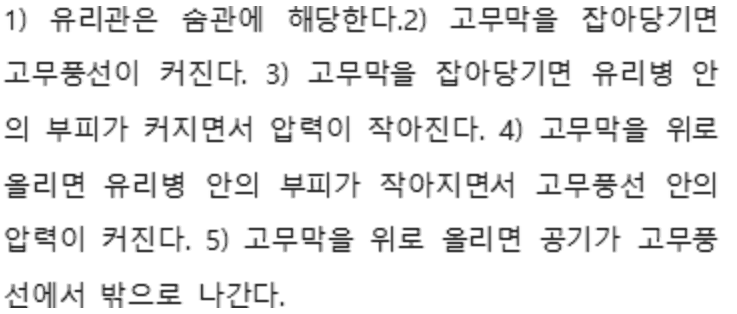 1) 유리관은 숨관에 해당한다.2) 고무막을 잡아당기면
고무풍선이 커진다. 3) 고무막을 잡아당기면 유리병 안
의 부피가 커지면서 압력이 작아진다. 4) 고무막을 위로
올리면 유리병 안의 부피가 작아지면서 고무풍선 안의
압력이 커진다. 5) 고무막을 위로 올리면 공기가 고무풍
선에서 밖으로 나간다.